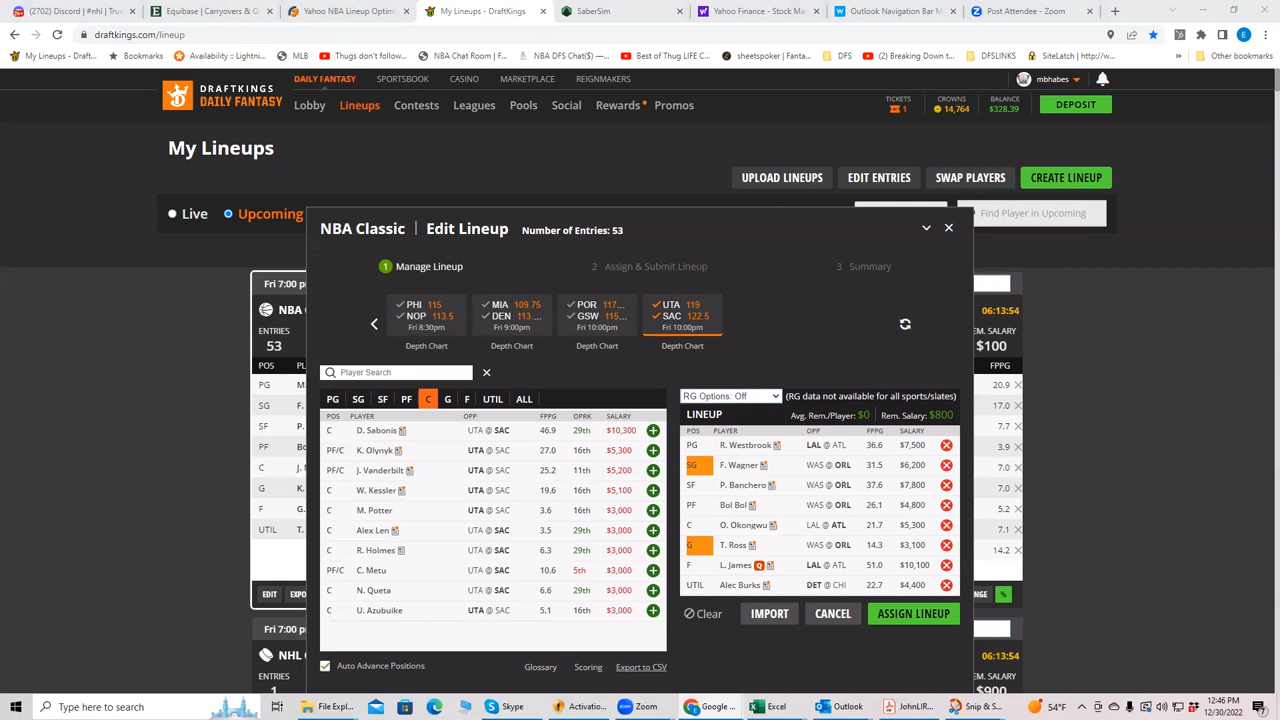 (2702) Discord | #nhl | Tru
Equibase | Carryovers & G
Yahoo NBA Lineup Optim
My Lineups - DraftKings
SaberSim
Yahoo Finance - Stock Ma
Outlook Navigation Bar M
Post Attendee - Zoom
draftkings.com/lineup
My Lineups - Draft...
Bookmarks
Availability = Lightni...
MLB
Thugs don't follow...
NBA Chat Room | F...
NBA DFS Chat($) —...
Best of Thug LIFE C...
sheetspoker | Fanta...
DFS
(2) Breaking Down t...
DFSLINKS
SiteLatch | http://w...
Other bookmarks
DRAFTKINGS
DAILY FANTASY
DAILY FANTASY SPORTSBOOK CASINO MARKETPLACE REIGNMAKERS
mbhabes
Lobby Lineups Contests Leagues Pools Social Rewards Promos
TICKETS 1
CROWNS 14,764
BALANCE $328.39
DEPOSIT
My Lineups
UPLOAD LINEUPS EDIT ENTRIES SWAP PLAYERS CREATE LINEUP
Live Upcoming
Find Player in Upcoming
NBA Classic | Edit Lineup Number of Entries: 53
1 Manage Lineup 2 Assign & Submit Lineup 3 Summary
PHI 115
NOP 113.5
Fri 8:30pm
Depth Chart
MIA 109.75
DEN 113....
Fri 9:00pm
Depth Chart
POR 117...
GSW 115...
Fri 10:00pm
Depth Chart
UTA 119
SAC 122.5
Fri 10:00pm
Depth Chart
Player Search
PG SG SF PF C G F UTIL ALL
POS PLAYER OPP FPPG OPRK SALARY
C D. Sabonis UTA @ SAC 46.9 29th $10,300
PF/C K. Olynyk UTA @ SAC 27.0 16th $5,300
PF/C J. Vanderbilt UTA @ SAC 25.2 11th $5,200
C W. Kessler UTA @ SAC 19.6 16th $5,100
C M. Potter UTA @ SAC 3.6 16th $3,000
C Alex Len UTA @ SAC 3.5 29th $3,000
C R. Holmes UTA @ SAC 6.3 29th $3,000
PF/C C. Metu UTA @ SAC 10.6 5th $3,000
C N. Queta UTA @ SAC 6.6 29th $3,000
C U. Azubuike UTA @ SAC 5.1 16th $3,000
Auto Advance Positions
Glossary Scoring Export to CSV
RG Options: Off (RG data not available for all sports/slates)
LINEUP Avg. Rem./Player: $0 Rem. Salary: $800
POS PLAYER OPP FPPG SALARY
PG R. Westbrook LAL @ ATL 36.6 $7,500
SG F. Wagner WAS @ ORL 31.5 $6,200
SF P. Banchero WAS @ ORL 37.6 $7,800
PF Bol Bol WAS @ ORL 26.1 $4,800
C O. Okongwu LAL @ ATL 21.7 $5,300
G T. Ross WAS @ ORL 14.3 $3,100
F L. James Q LAL @ ATL 51.0 $10,100
UTIL Alec Burks DET @ CHI 22.7 $4,400
Clear IMPORT CANCEL ASSIGN LINEUP
Fri 7:00 p
NBA C
ENTRIES
53
POS PL
PG M.
SG F.
SF T.
PF Bo
C J.
G K.
F G.
UTIL D.
EDIT EXPO
Fri 7:00 p
NHL C
ENTRIES
1
06:13:54
EM. SALARY
$100
FPPG
20.9
17.0
7.7
3.9
7.0
5.2
7.1
14.2
NGE %
06:13:54
EM. SALARY
$900
Type here to search
File Expl...
Skype
Activatio...
Zoom
Google ...
Excel
Outlook
JohnLIR...
Snip & S...
54°F
12:46 PM
12/30/2022